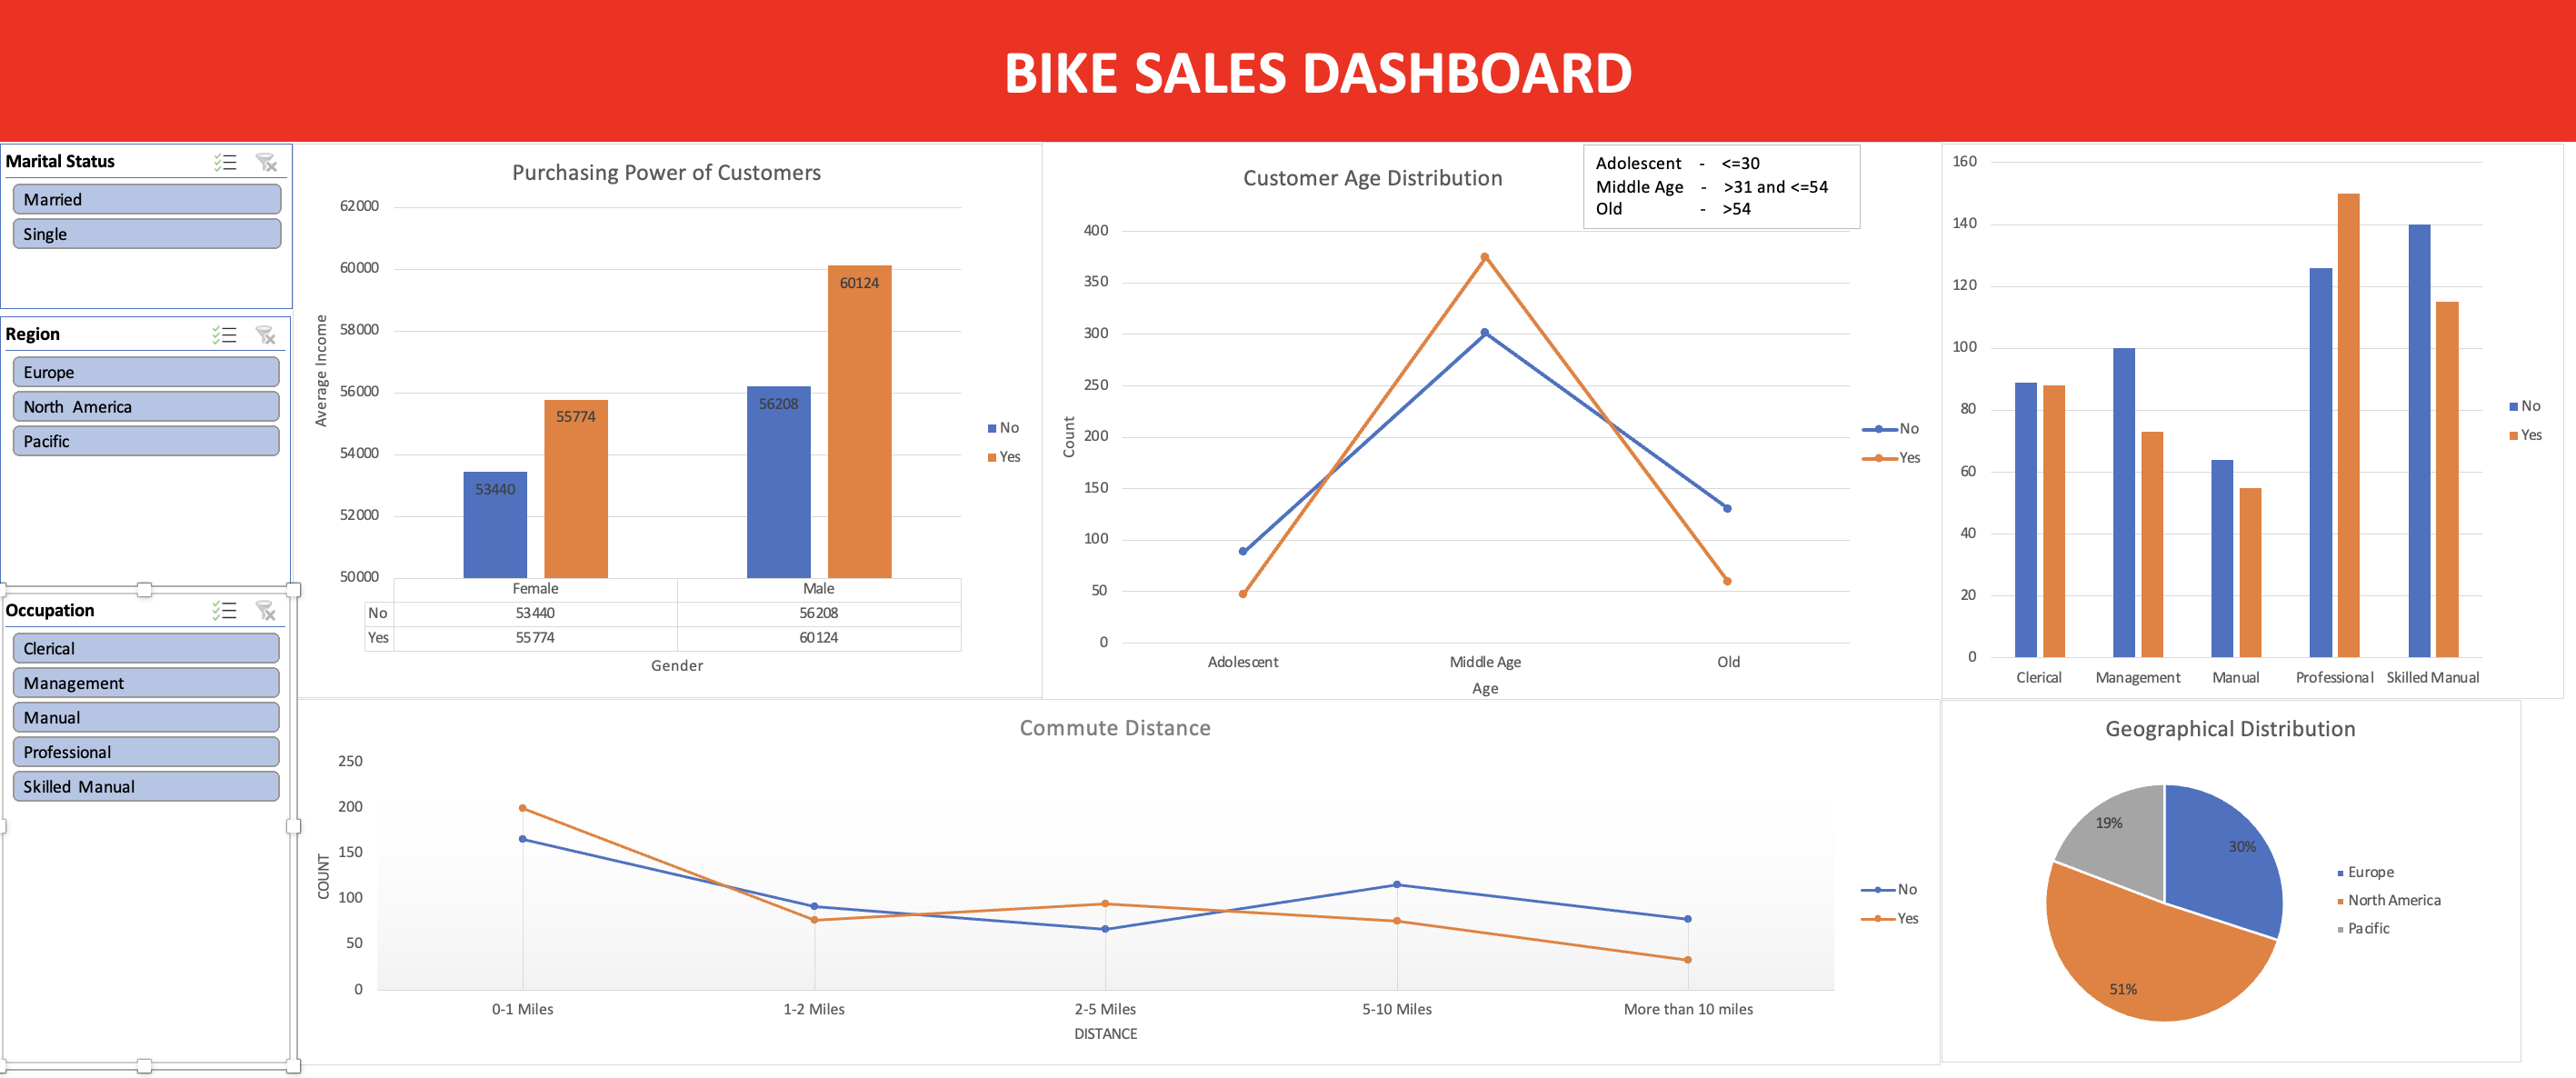 BIKE SALES DASHBOARD
Marital Status
Married
Single
Region
Europe
North America
Pacific
Occupation
Clerical
Management
Manual
Professional
Skilled Manual
Purchasing Power of Customers
Average Income
62000
60000
58000
56000
54000
52000
50000
53440
55774
56208
60124
Female Male
No 53440 56208
Yes 55774 60124
Gender
No
Yes
Customer Age Distribution
Adolescent - <=30
Middle Age - >31 and <=54
Old - >54
Count
400
350
300
250
200
150
100
50
0
Adolescent Middle Age Old
Age
No
Yes
160
140
120
100
80
60
40
20
0
Clerical Management Manual Professional Skilled Manual
No
Yes
Commute Distance
COUNT
250
200
150
100
50
0
0-1 Miles 1-2 Miles 2-5 Miles 5-10 Miles More than 10 miles
DISTANCE
No
Yes
Geographical Distribution
19%
30%
51%
Europe
North America
Pacific